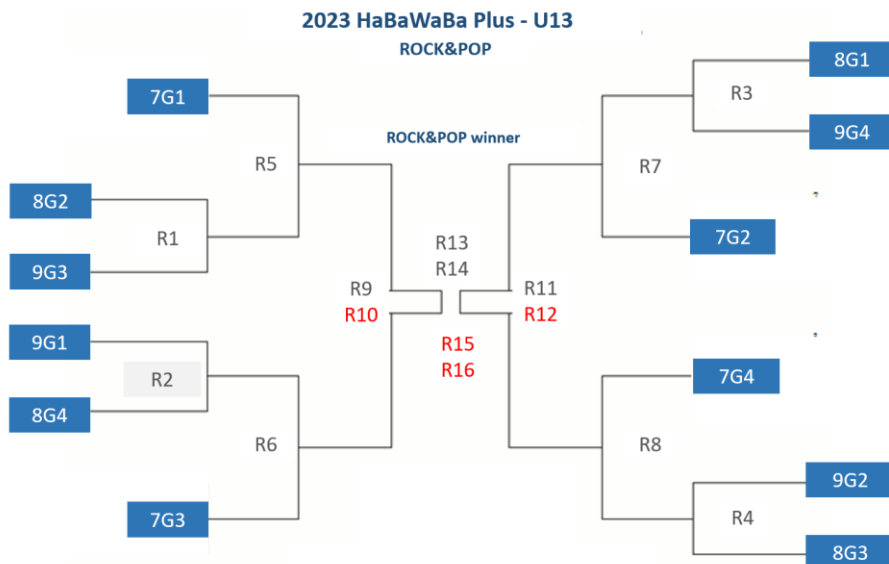 2023 HaBaWaBa Plus - U13
ROCK&POP
8G1
7G1
R3
9G4
ROCK&POP winner
R5
R7
8G2
R1
7G2
R13
9G3
R14
R9
R11
R10
R12
9G1
R15
R16
R2
7G4
8G4
R6
R8
9G2
7G3
R4
8G3